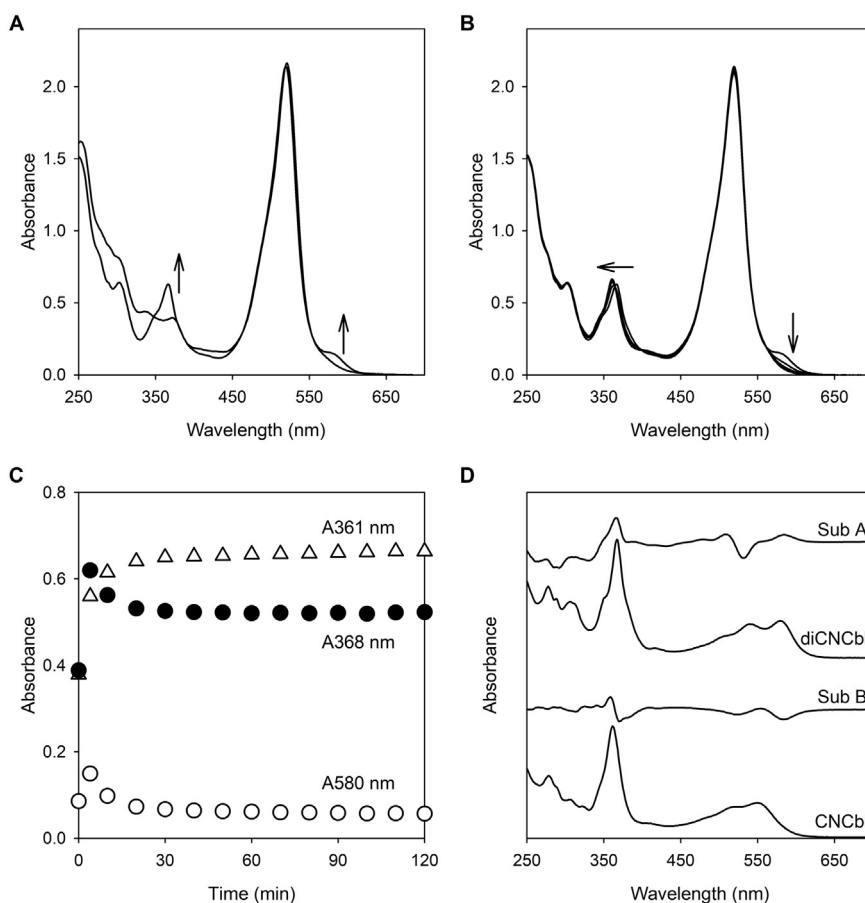 A
2.0
1.5
1.0
0.5
0.0
Absorbance
250
350
450
550
650
Wavelength (nm)
B
2.0
1.5
1.0
0.5
0.0
Absorbance
250
350
450
550
650
Wavelength (nm)
C
0.8
0.6
0.4
0.2
0.0
Absorbance
A361 nm
A368 nm
A580 nm
0
30
60
90
120
Time (min)
D
Absorbance
Sub A
diCNCbl
Sub B
CNCbl
250
350
450
550
650
Wavelength (nm)